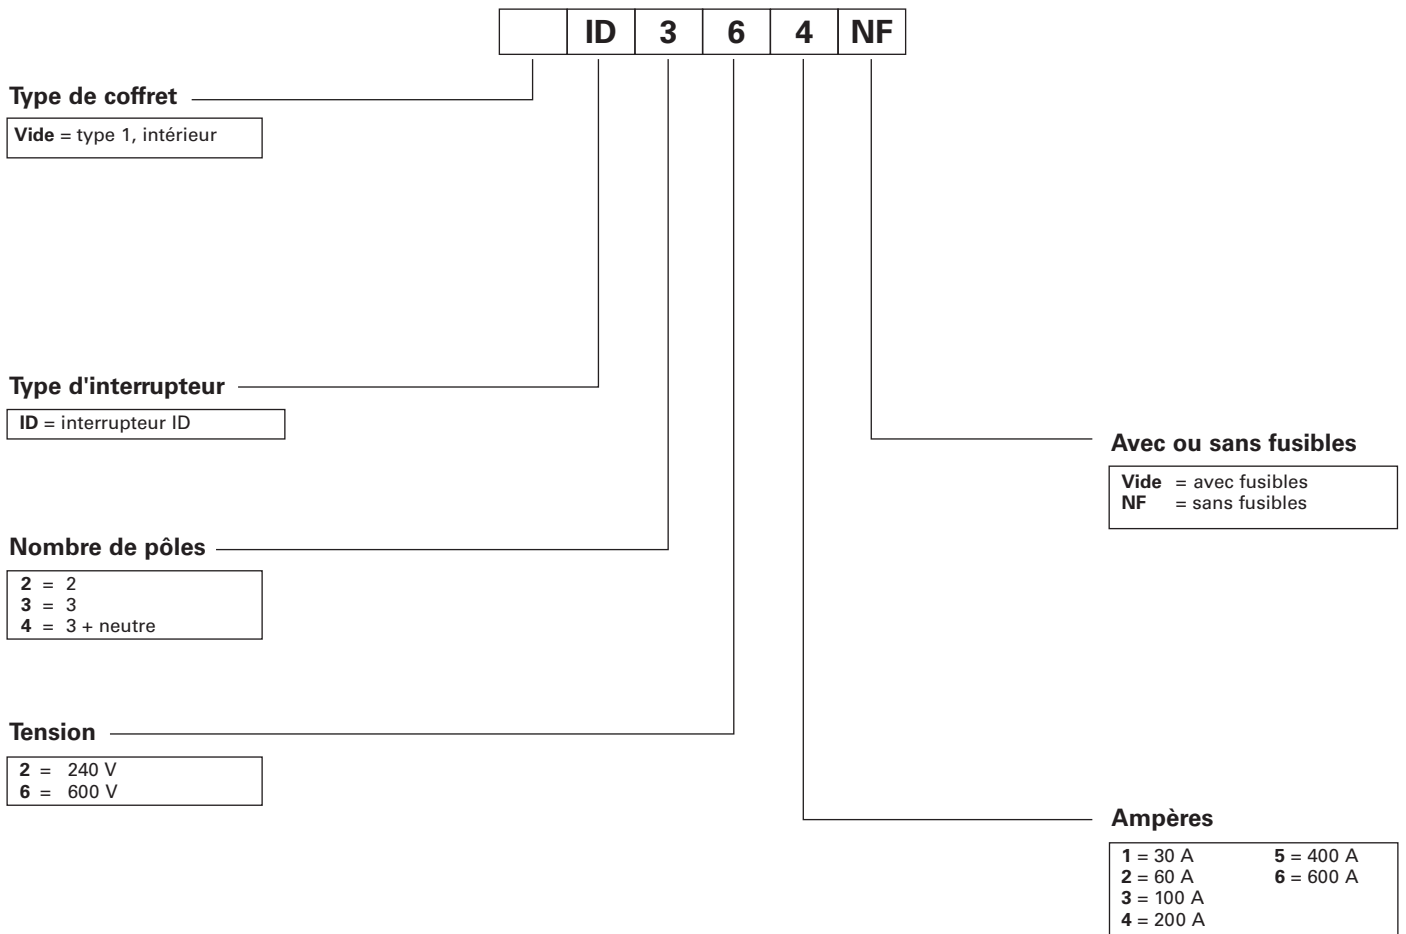 ID 3 6 4 NF
Type de coffret
Vide = type 1, intérieur
Type d'interrupteur
ID = interrupteur ID
Avec ou sans fusibles
Vide = avec fusibles
NF = sans fusibles
Nombre de pôles
2 = 2
3 = 3
4 = 3 + neutre
Tension
2 = 240 V
6 = 600 V
Ampères
1 = 30 A 5 = 400 A
2 = 60 A 6 = 600 A
3 = 100 A
4 = 200 A